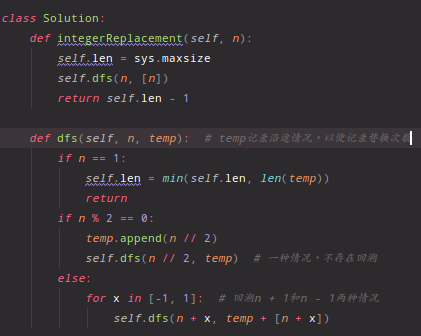 class Solution:
def integerReplacement(self, n):
self.len = sys.maxsize
self.dfs(n, [n])
return self.len - 1
def dfs(self, n, temp):  # temp记录沿途情况，以便记录替换次数
if n == 1:
self.len = min(self.len, len(temp))
return
if n % 2 == 0:
temp.append(n // 2)
self.dfs(n // 2, temp)  # 一种情况，不存在回溯
else:
for x in [-1, 1]:  # 回溯n + 1和n - 1两种情况
self.dfs(n + x, temp + [n + x])